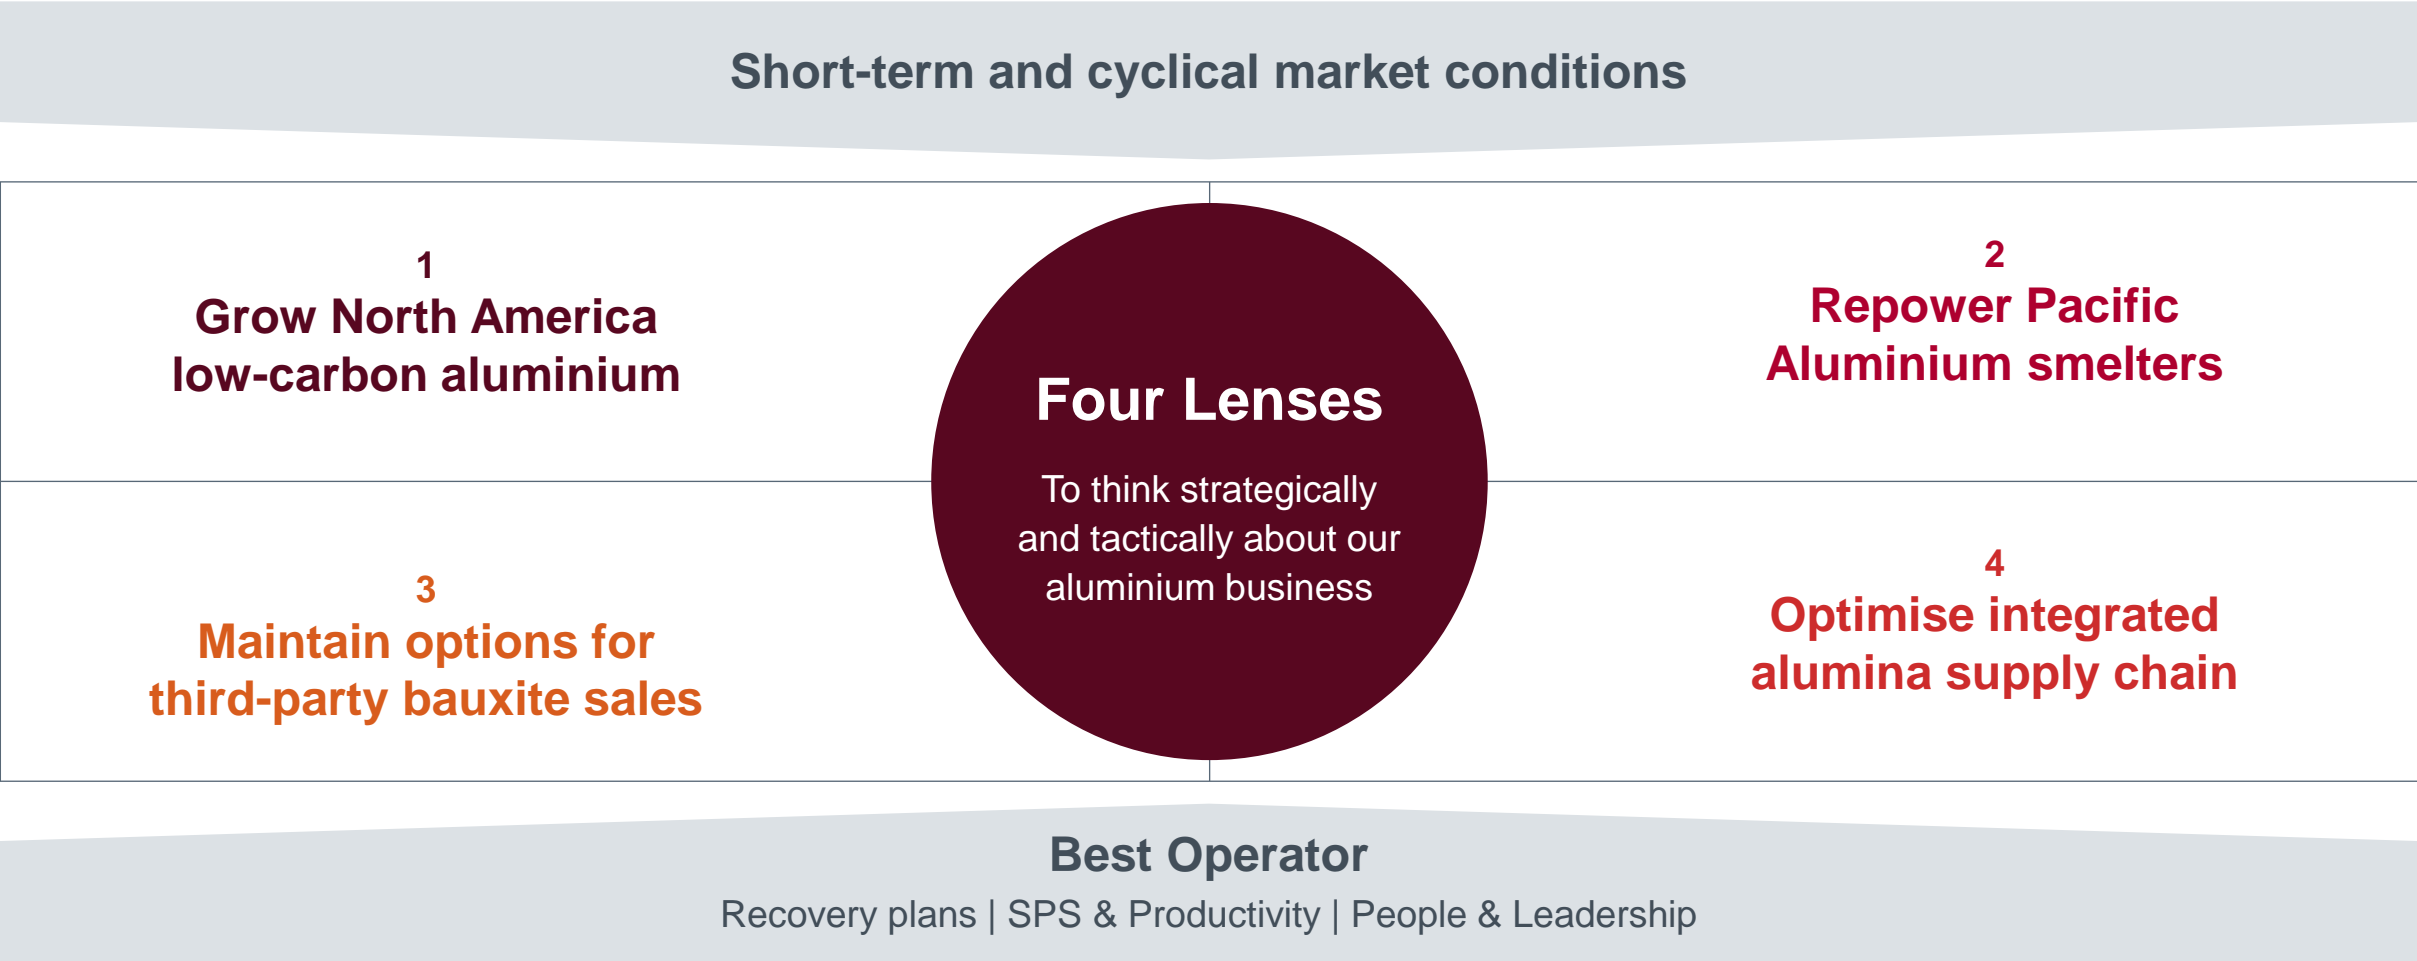 Short-term and cyclical market conditions
1
Grow North America
low-carbon aluminium
2
Repower Pacific
Aluminium smelters
Four Lenses
To think strategically
and tactically about our
aluminium business
3
Maintain options for
third-party bauxite sales
4
Optimise integrated
alumina supply chain
Best Operator
Recovery plans | SPS & Productivity | People & Leadership